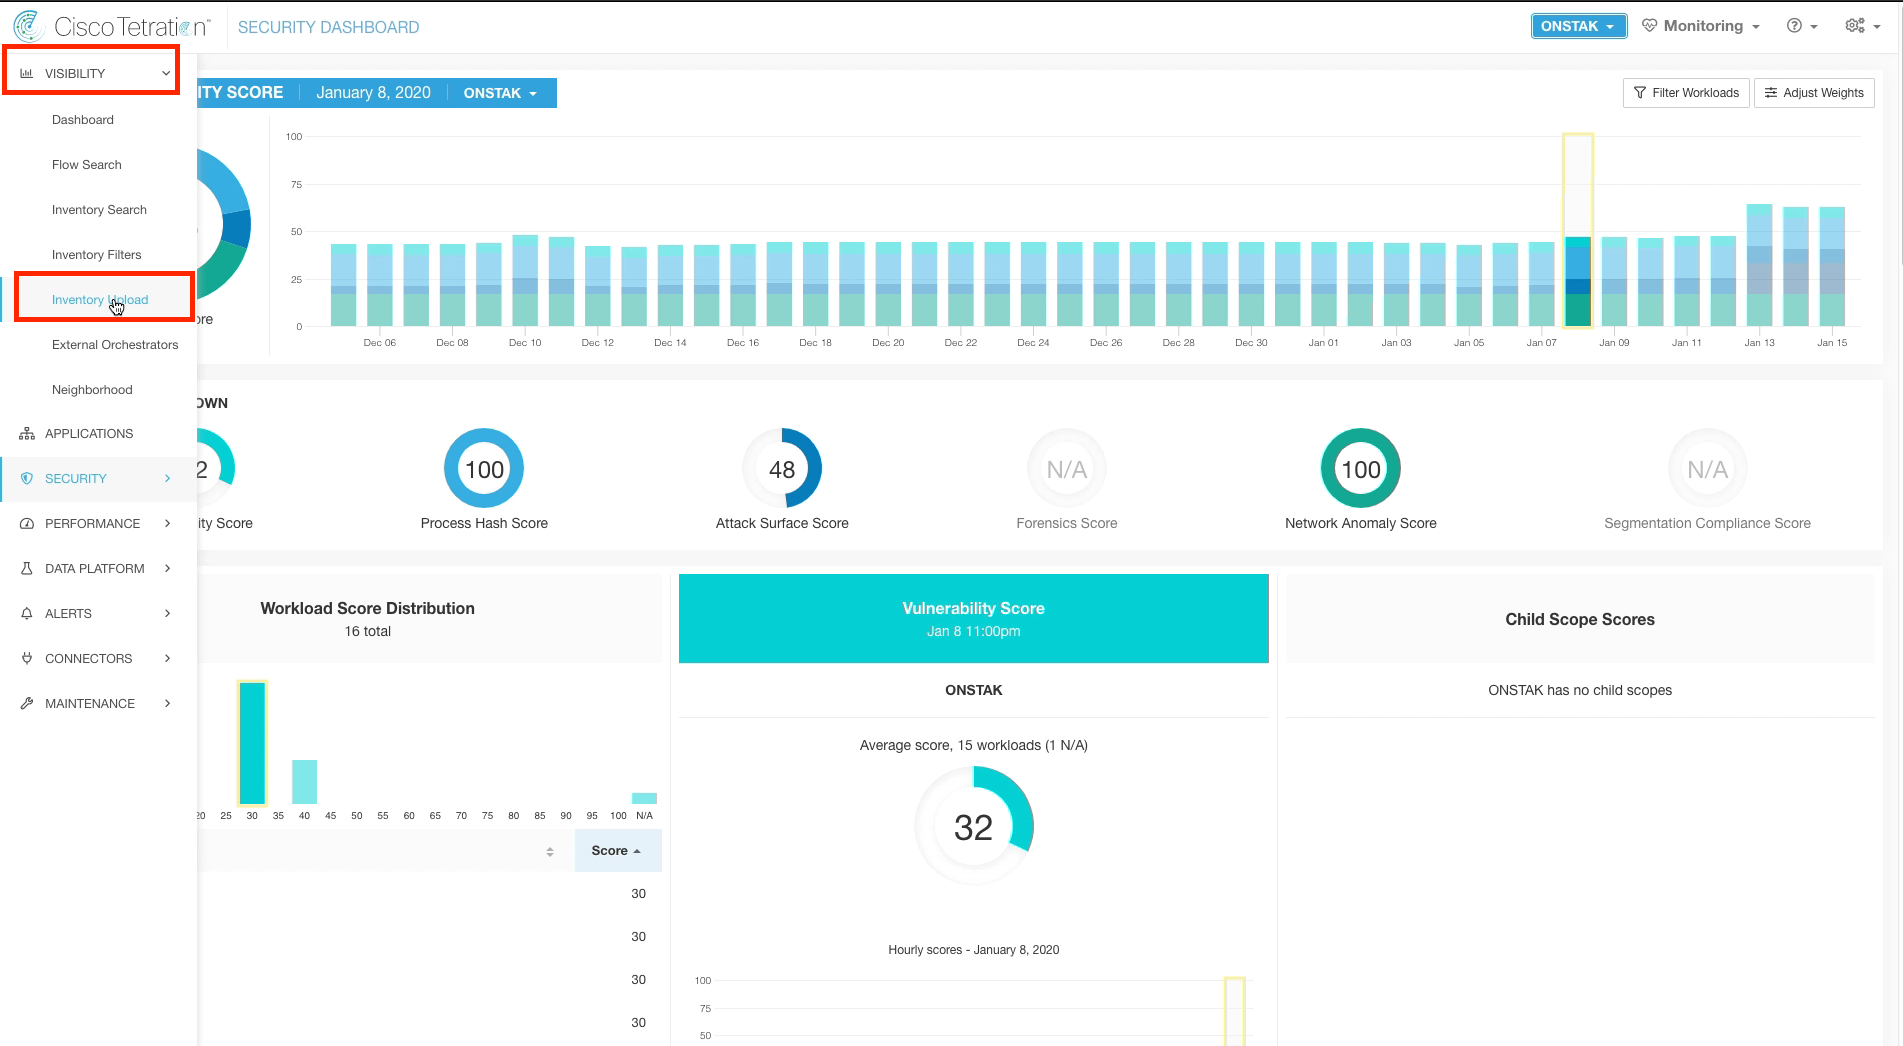 Cisco Tetration™
SECURITY DASHBOARD
ONSTAK
Monitoring
VISIBILITY
Dashboard
Flow Search
Inventory Search
Inventory Filters
Inventory Upload
External Orchestrators
Neighborhood
APPLICATIONS
SECURITY
PERFORMANCE
DATA PLATFORM
ALERTS
CONNECTORS
MAINTENANCE
ITY SCORE January 8, 2020 ONSTAK
Filter Workloads Adjust Weights
ore
100
75
50
25
0
Dec 06 Dec 08 Dec 10 Dec 12 Dec 14 Dec 16 Dec 18 Dec 20 Dec 22 Dec 24 Dec 26 Dec 28 Dec 30 Jan 01 Jan 03 Jan 05 Jan 07 Jan 09 Jan 11 Jan 13 Jan 15
OWN
2 100 48 N/A 100 N/A
ity Score Process Hash Score Attack Surface Score Forensics Score Network Anomaly Score Segmentation Compliance Score
Workload Score Distribution
16 total
20 25 30 35 40 45 50 55 60 65 70 75 80 85 90 95 100 N/A
Score
30
30
30
30
Vulnerability Score
Jan 8 11:00pm
ONSTAK
Average score, 15 workloads (1 N/A)
32
Hourly scores - January 8, 2020
100
75
50
Child Scope Scores
ONSTAK has no child scopes